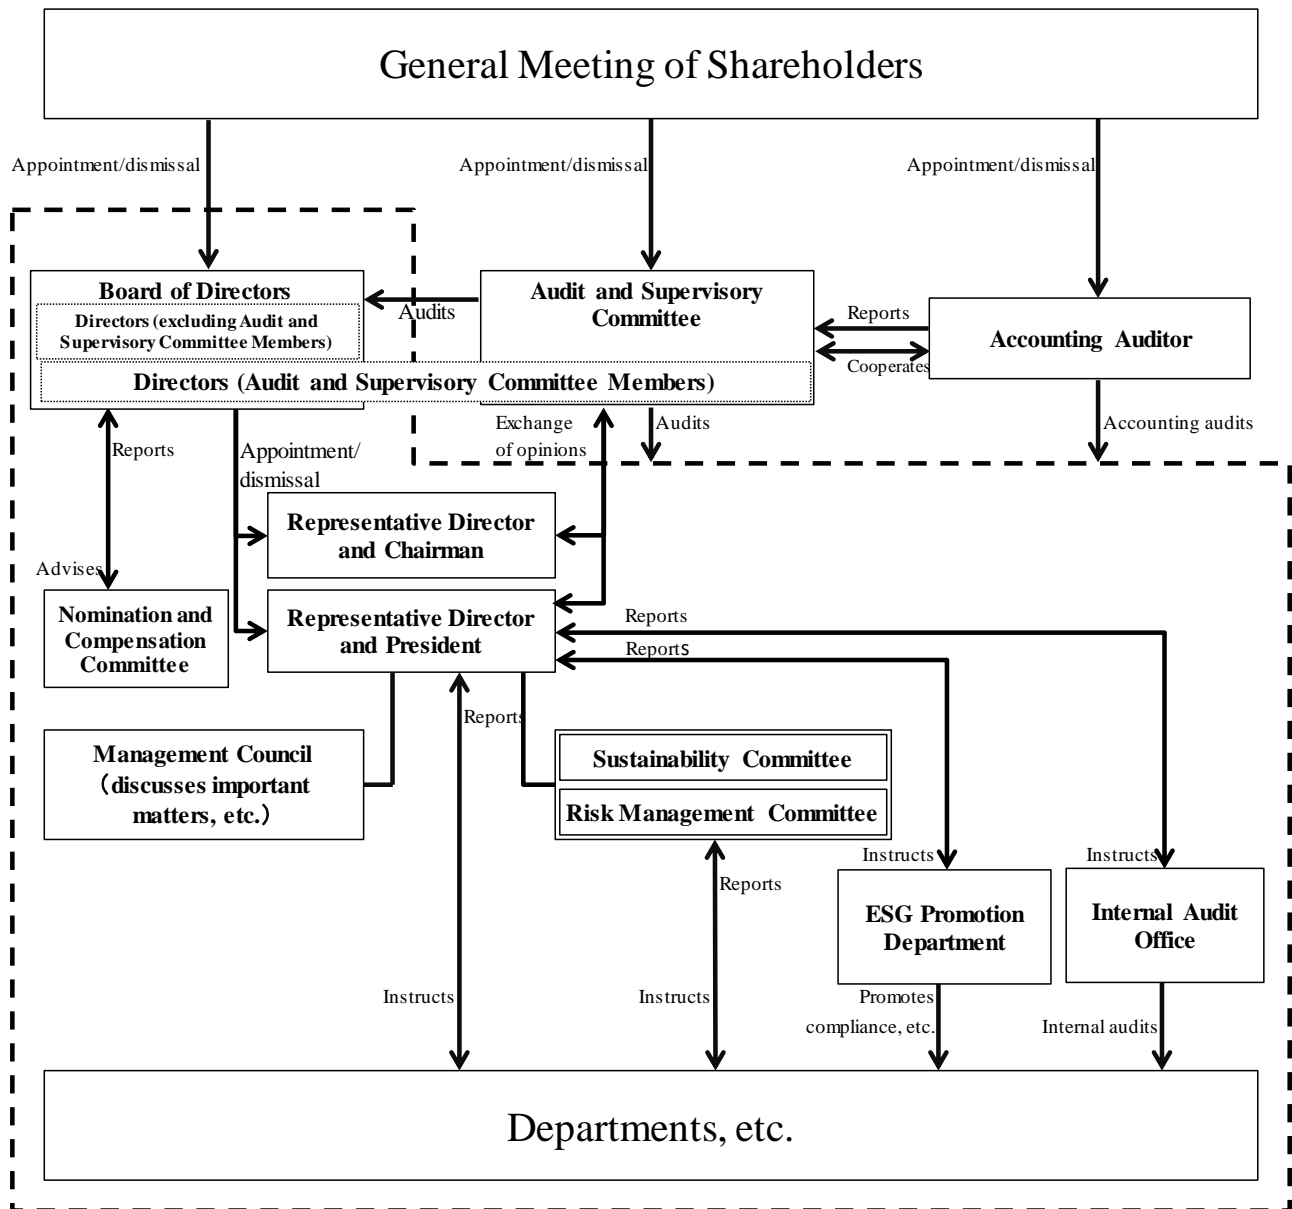 General Meeting of Shareholders
Appointment/dismissal
Appointment/dismissal
Appointment/dismissal
Board of Directors
Directors (excluding Audit and
Supervisory Committee Members)
Audits
Audit and Supervisory
Committee
Directors (Audit and Supervisory Committee Members)
Reports
Cooperates
Accounting Auditor
Reports
Appointment/
dismissal
Exchange
of opinions
Audits
Accounting audits
Representative Director
and Chairman
Advises
Nomination and
Compensation
Committee
Representative Director
and President
Reports
Reports
Reports
Management Council
（discusses important
matters, etc.）
Sustainability Committee
Risk Management Committee
Instructs
Instructs
Reports
ESG Promotion
Department
Internal Audit
Office
Instructs
Instructs
Promotes
compliance, etc.
Internal audits
Departments, etc.